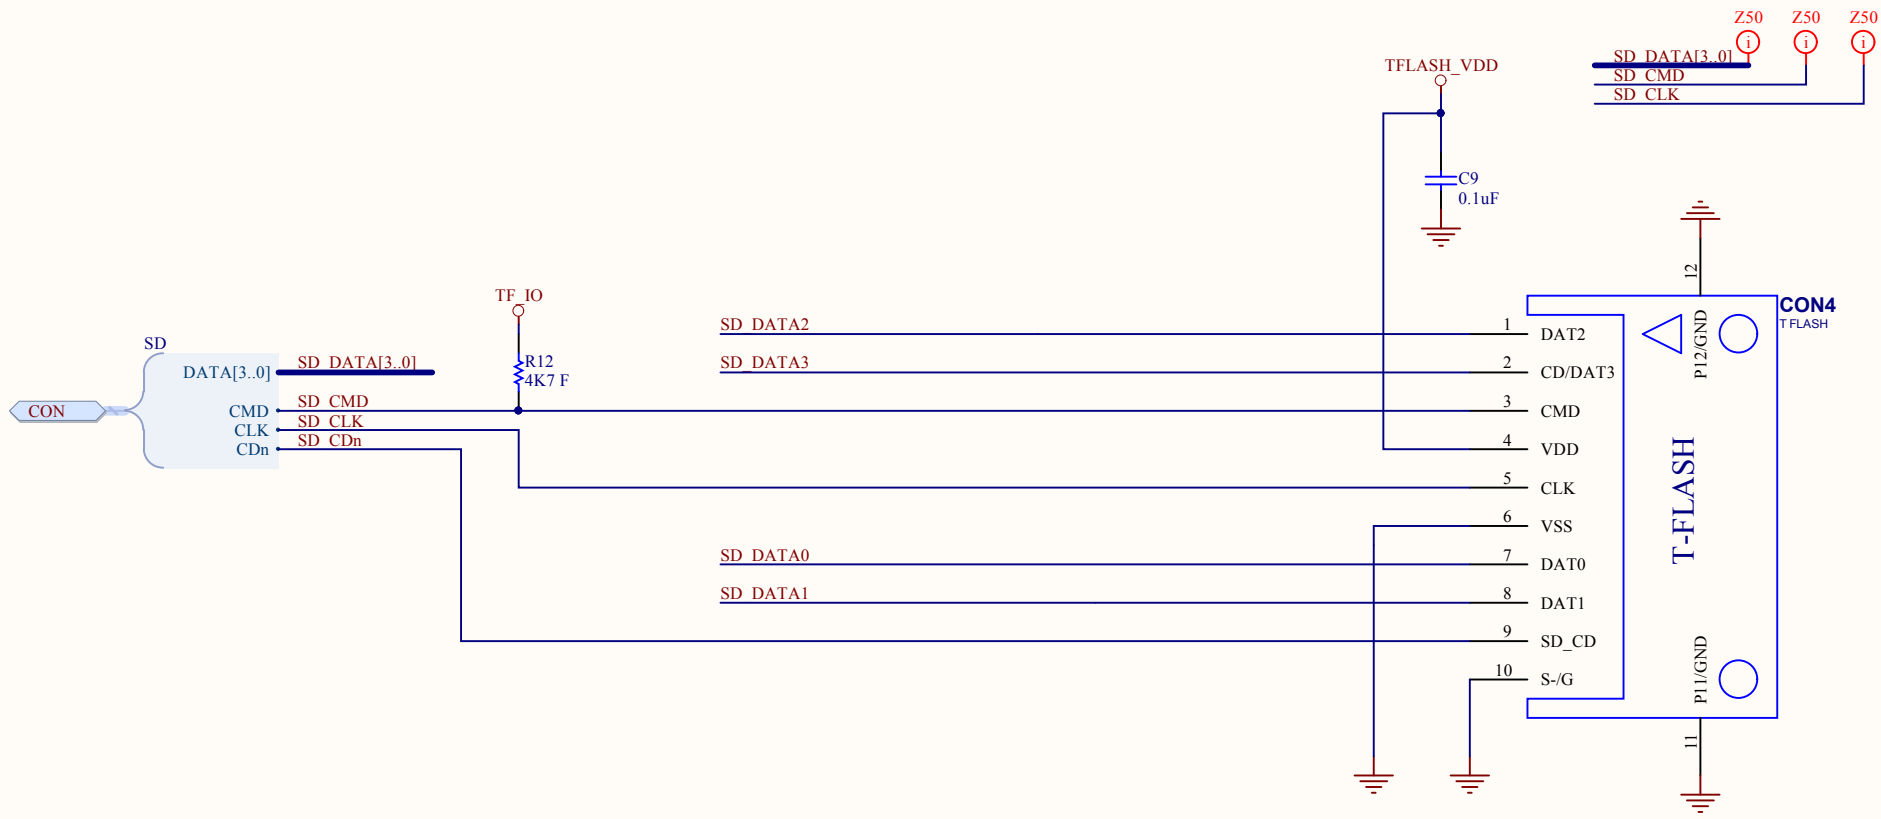 Z50 Z50 Z50
i i i
SD_DATA[3..0]
SD_CMD
SD_CLK
TFLASH_VDD
C9
0.1uF
TF_IO
R12
4K7 F
SD
CON
DATA[3..0]
CMD
CLK
CDn
SD_DATA[3..0]
SD_CMD
SD_CLK
SD_CDn
SD_DATA2
SD_DATA3
SD_DATA0
SD_DATA1
1 DAT2
2 CD/DAT3
3 CMD
4 VDD
5 CLK
6 VSS
7 DAT0
8 DAT1
9 SD_CD
10 S-/G
12
P12/GND
CON4
T FLASH
T-FLASH
P11/GND
11